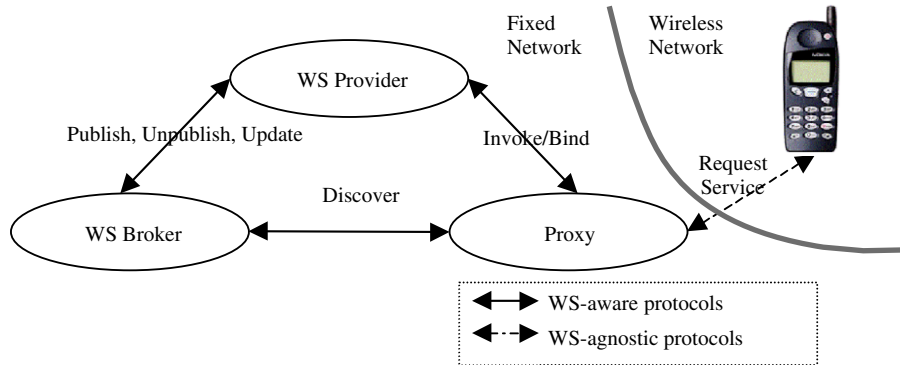 Fixed
Network
Wireless
Network
WS Provider
Publish, Unpublish, Update
Invoke/Bind
Request
Service
Discover
WS Broker
Proxy
WS-aware protocols
WS-agnostic protocols